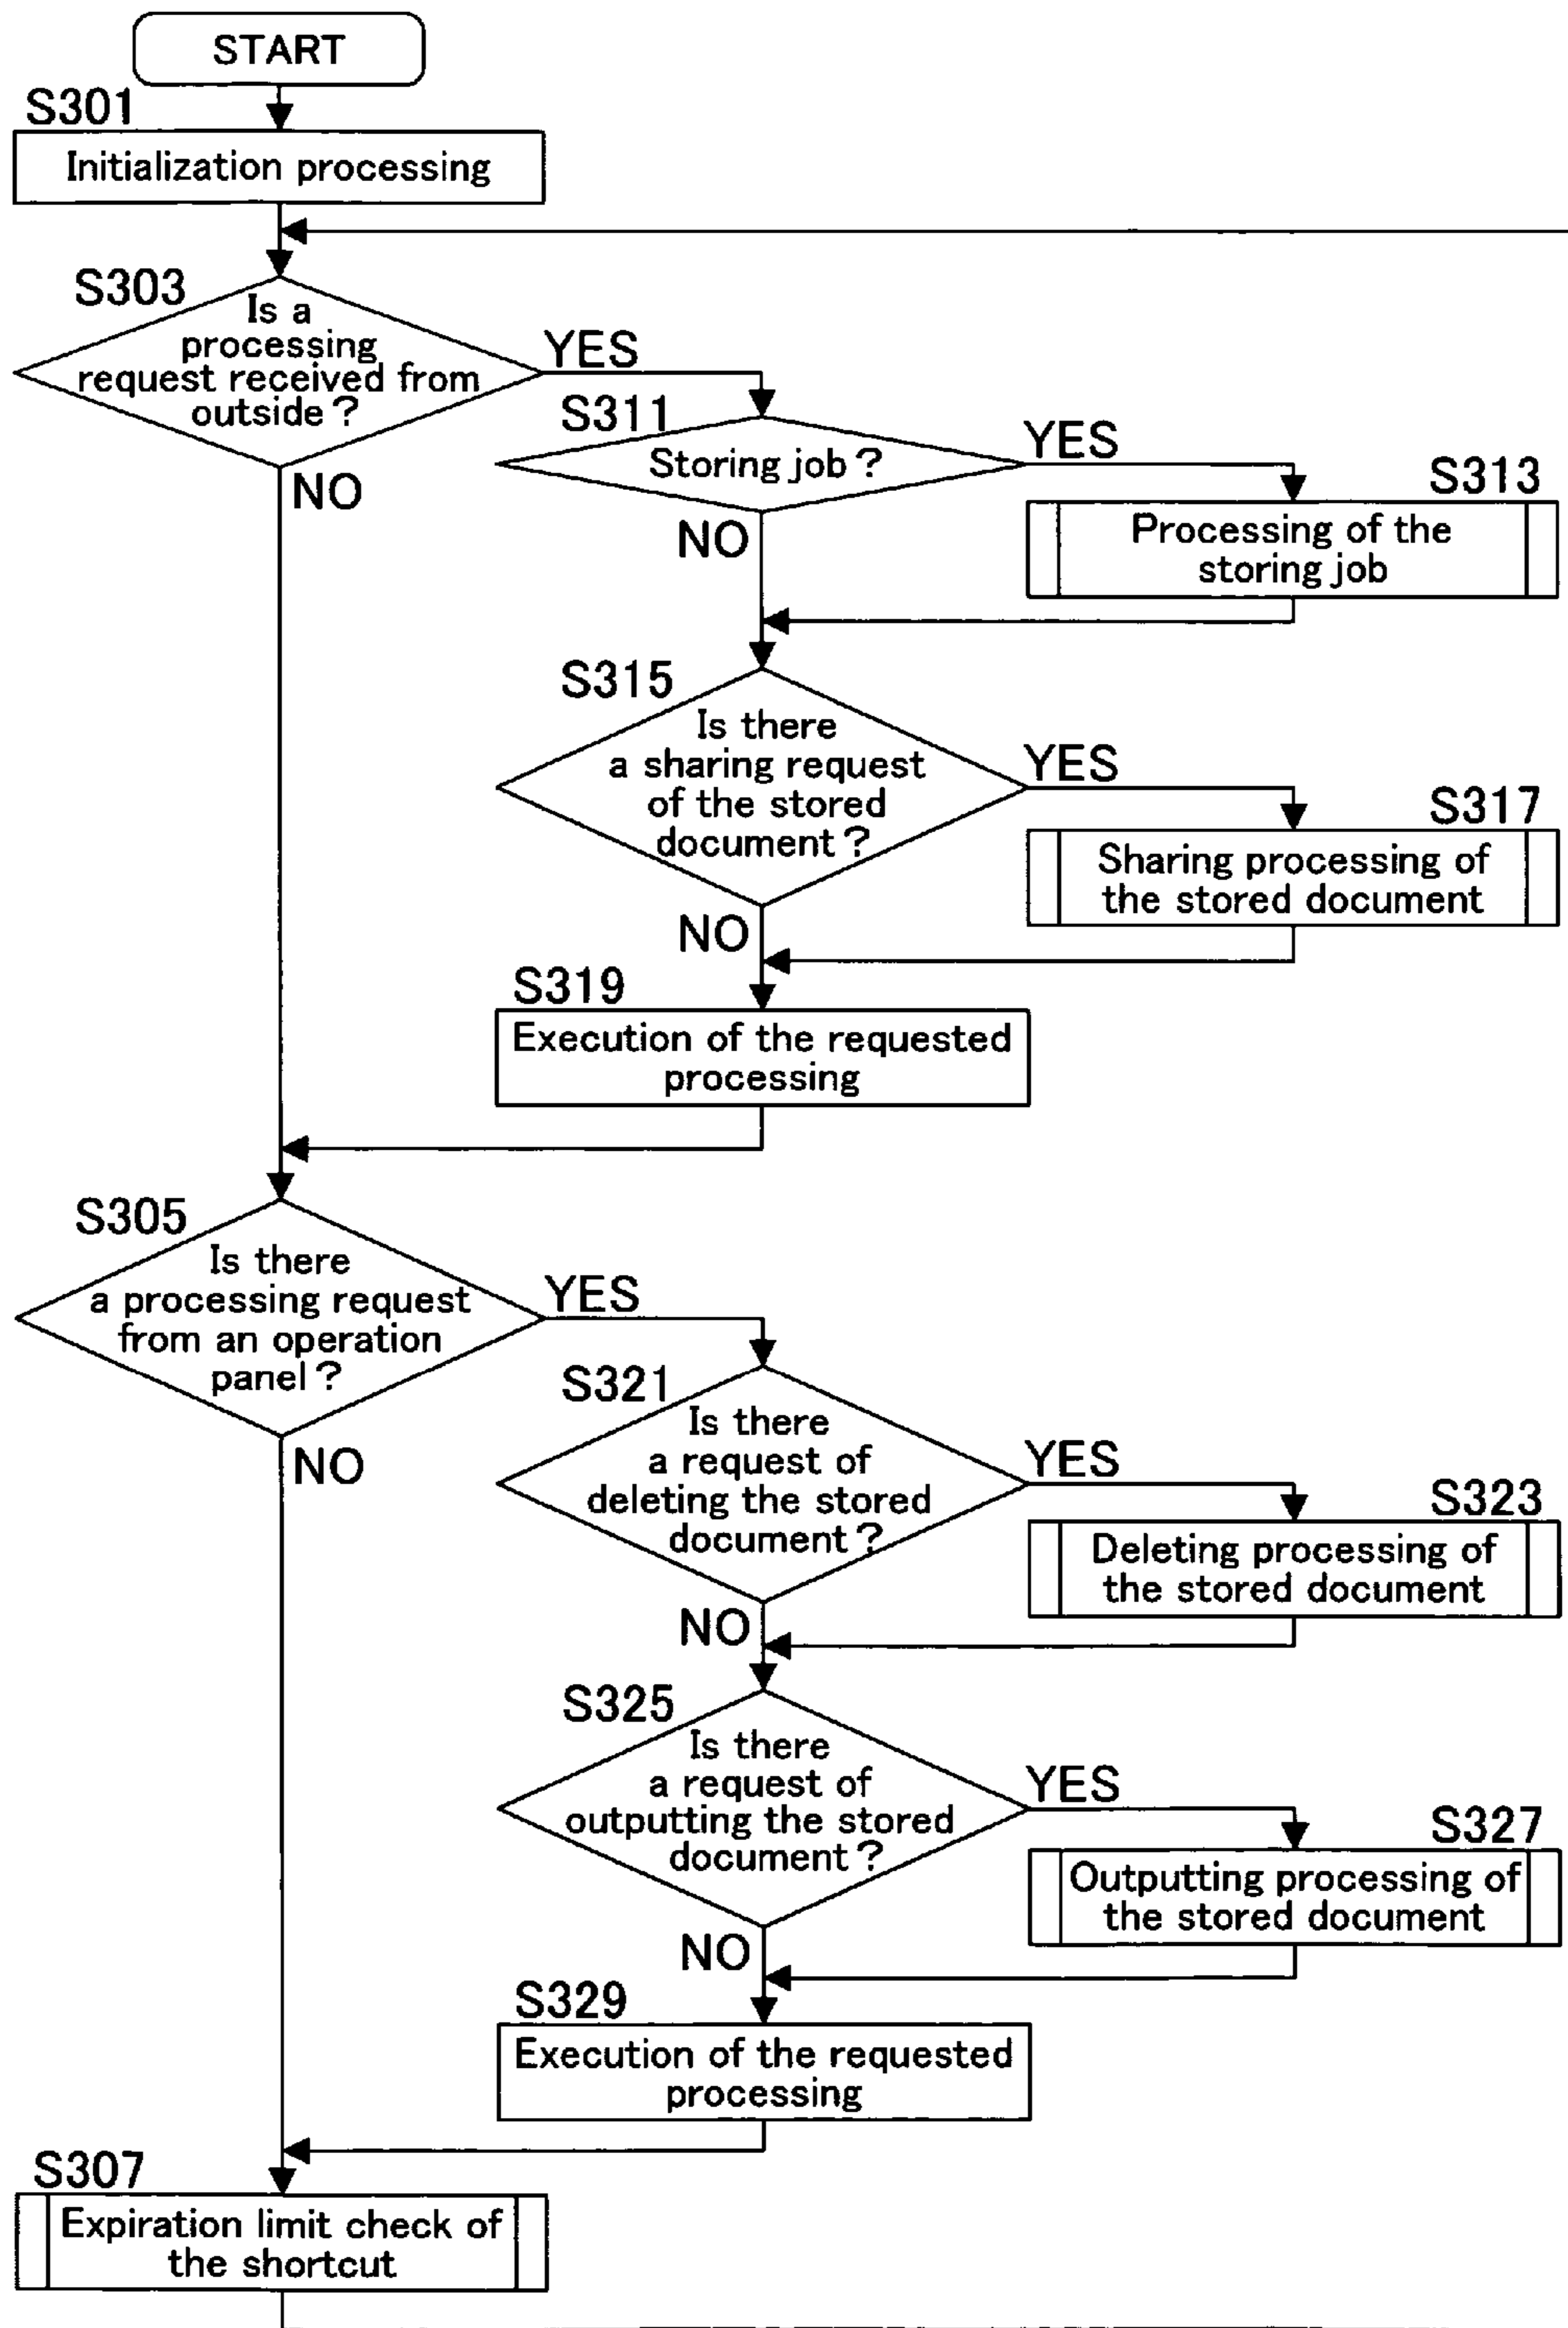 START
S301
Initialization processing
S303
Is a
processing
request received from
outside?
YES
NO
S311
Storing job?
YES
NO
S313
Processing of the
storing job
S315
Is there
a sharing request
of the stored
document?
YES
NO
S317
Sharing processing of
the stored document
S319
Execution of the requested
processing
S305
Is there
a processing request
from an operation
panel?
YES
NO
S321
Is there
a request of
deleting the stored
document?
YES
NO
S323
Deleting processing of
the stored document
S325
Is there
a request of
outputting the stored
document?
YES
NO
S327
Outputting processing of
the stored document
S329
Execution of the requested
processing
S307
Expiration limit check of
the shortcut